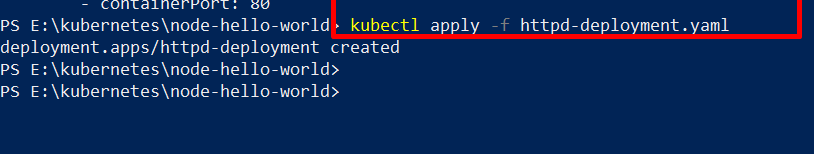 - containerPort: 80
PS E:\kubernetes\node-hello-world> kubectl apply -f httpd-deployment.yaml
deployment.apps/httpd-deployment created
PS E:\kubernetes\node-hello-world>
PS E:\kubernetes\node-hello-world>